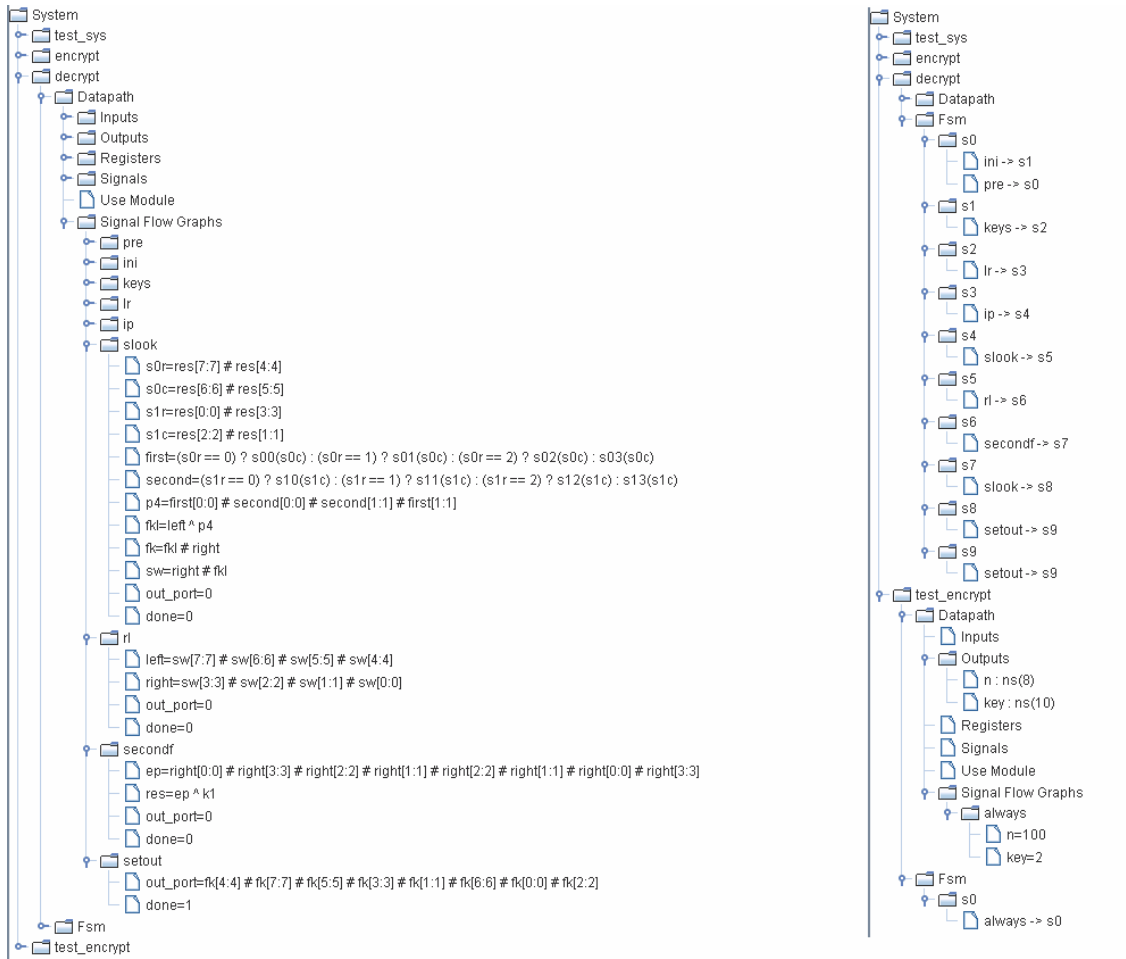 System
test_sys
encrypt
decrypt
Datapath
Inputs
Outputs
Registers
Signals
Use Module
Signal Flow Graphs
pre
ini
keys
lr
ip
slook
s0r=res[7:7] # res[4:4]
s0c=res[6:6] # res[5:5]
s1r=res[0:0] # res[3:3]
s1c=res[2:2] # res[1:1]
first=(s0r == 0) ? s00(s0c) : (s0r == 1) ? s01(s0c) : (s0r == 2) ? s02(s0c) : s03(s0c)
second=(s1r == 0) ? s10(s1c) : (s1r == 1) ? s11(s1c) : (s1r == 2) ? s12(s1c) : s13(s1c)
p4=first[0:0] # second[0:0] # second[1:1] # first[1:1]
fkl=left ^ p4
fk=fkl # right
sw=right # fkl
out_port=0
done=0
rl
left=sw[7:7] # sw[6:6] # sw[5:5] # sw[4:4]
right=sw[3:3] # sw[2:2] # sw[1:1] # sw[0:0]
out_port=0
done=0
secondf
ep=right[0:0] # right[3:3] # right[2:2] # right[1:1] # right[2:2] # right[1:1] # right[0:0] # right[3:3]
res=ep ^ k1
out_port=0
done=0
setout
out_port=fk[4:4] # fk[7:7] # fk[5:5] # fk[3:3] # fk[1:1] # fk[6:6] # fk[0:0] # fk[2:2]
done=1
Fsm
test_encrypt
System
test_sys
encrypt
decrypt
Datapath
Fsm
s0
ini -> s1
pre -> s0
s1
keys -> s2
s2
lr -> s3
s3
ip -> s4
s4
slook -> s5
s5
rl -> s6
s6
secondf -> s7
s7
slook -> s8
s8
setout -> s9
s9
setout -> s9
test_encrypt
Datapath
Inputs
Outputs
n : ns(8)
key : ns(10)
Registers
Signals
Use Module
Signal Flow Graphs
always
n=100
key=2
Fsm
s0
always -> s0